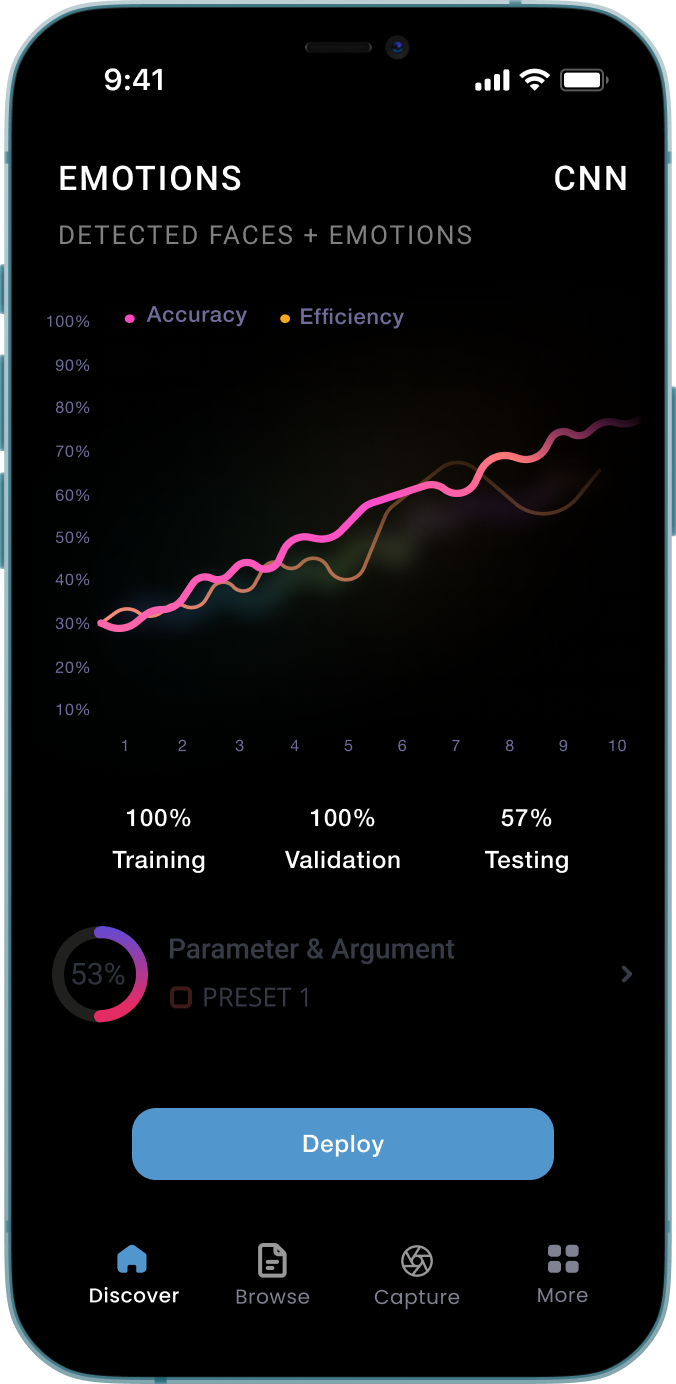 9:41
EMOTIONS CNN
DETECTED FACES + EMOTIONS
Accuracy Efficiency
100%
90%
80%
70%
60%
50%
40%
30%
20%
10%
1 2 3 4 5 6 7 8 9 10
100% 100% 57%
Training Validation Testing
53%
Parameter & Argument
PRESET 1
Deploy
Discover Browse Capture More